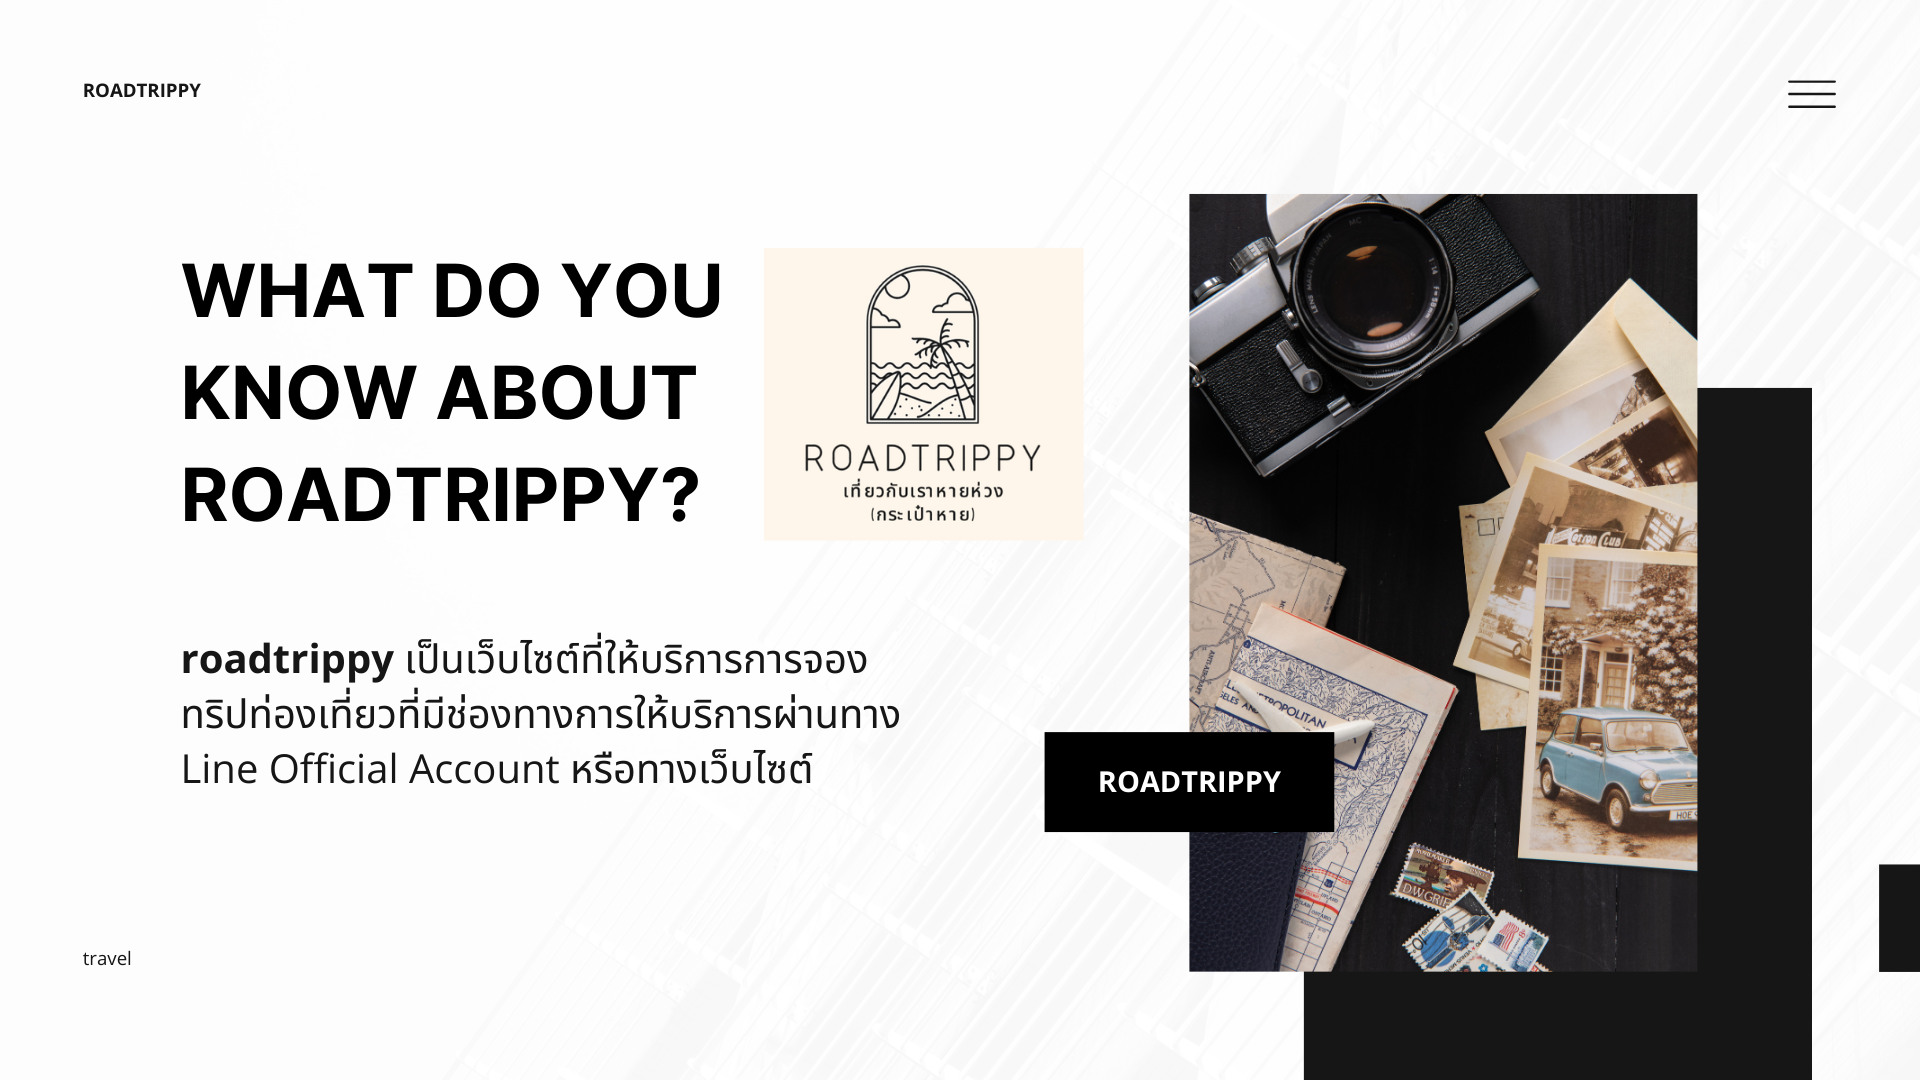 ROADTRIPPY
WHAT DO YOU
KNOW ABOUT
ROADTRIPPY?
ROADTRIPPY
เที่ยวกับเราหายห่วง
(กระเป๋าหาย)
roadtrippy เป็นเว็บไซต์ที่ให้บริการการจอง
ทริปท่องเที่ยวที่มีช่องทางการให้บริการผ่านทาง
Line Official Account หรือทางเว็บไซต์
ROADTRIPPY
travel